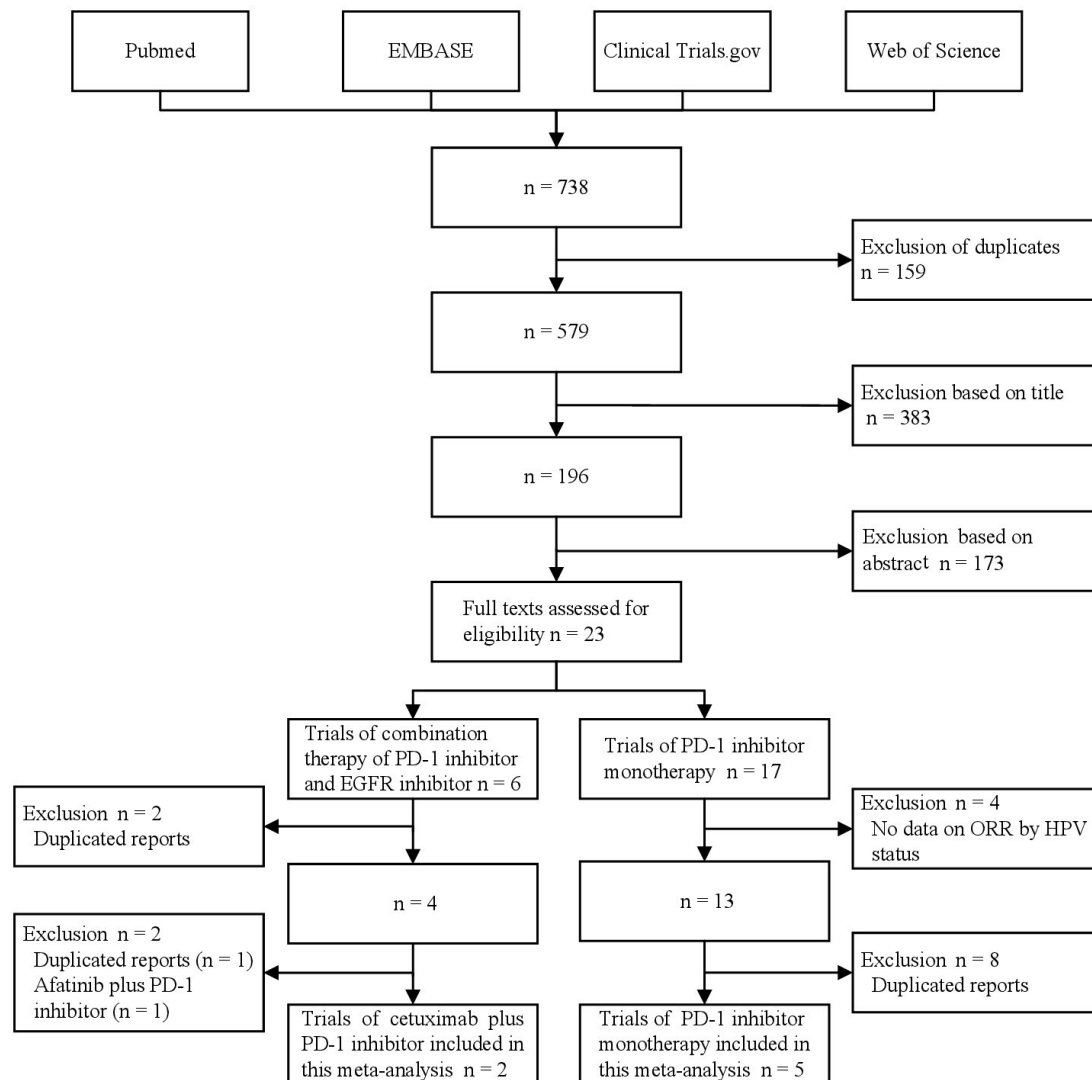 Pubmed
EMBASE
Clinical Trials.gov
Web of Science
n = 738
Exclusion of duplicates
n = 159
n = 579
Exclusion based on title
n = 383
n = 196
Exclusion based on
abstract n = 173
Full texts assessed for
eligibility n = 23
Trials of combination
therapy of PD-1 inhibitor
and EGFR inhibitor n = 6
Trials of PD-1 inhibitor
monotherapy n = 17
Exclusion n = 2
Duplicated reports
Exclusion n = 4
No data on ORR by HPV
status
n = 4
n = 13
Exclusion n = 2
Duplicated reports (n = 1)
Afatinib plus PD-1
inhibitor (n = 1)
Exclusion n = 8
Duplicated reports
Trials of cetuximab plus
PD-1 inhibitor included in
this meta-analysis n = 2
Trials of PD-1 inhibitor
monotherapy included in
this meta-analysis n = 5